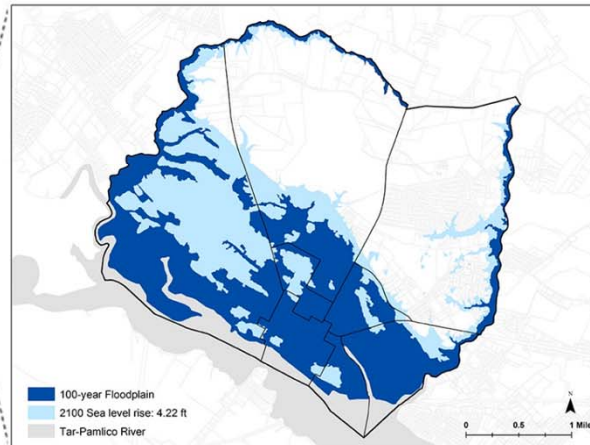 100-year Floodplain
2100 Sea level rise: 4.22 ft
Tar-Pamlico River
N
0 0.5 1 Mile